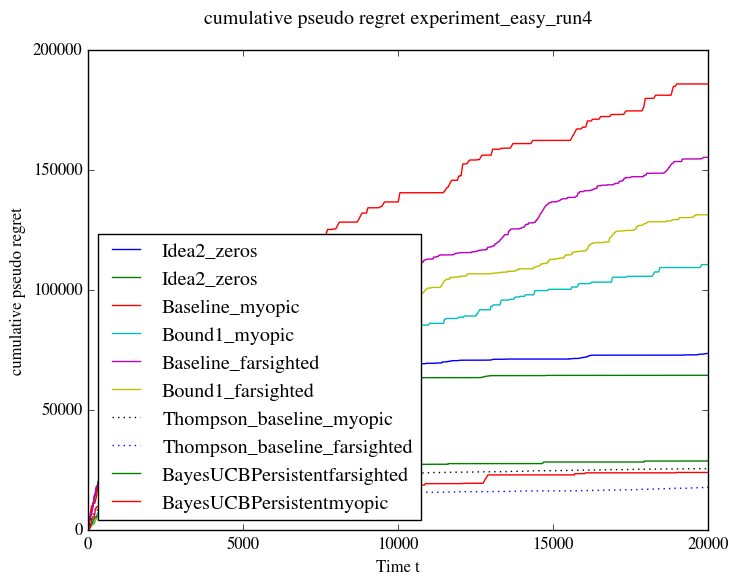 cumulative pseudo regret experiment_easy_run4
200000
150000
100000
50000
0
cumulative pseudo regret
Idea2_zeros
Idea2_zeros
Baseline_myopic
Bound1_myopic
Baseline_farsighted
Bound1_farsighted
Thompson_baseline_myopic
Thompson_baseline_farsighted
BayesUCBPersistentfarsighted
BayesUCBPersistentmyopic
0 5000 10000 15000 20000
Time t